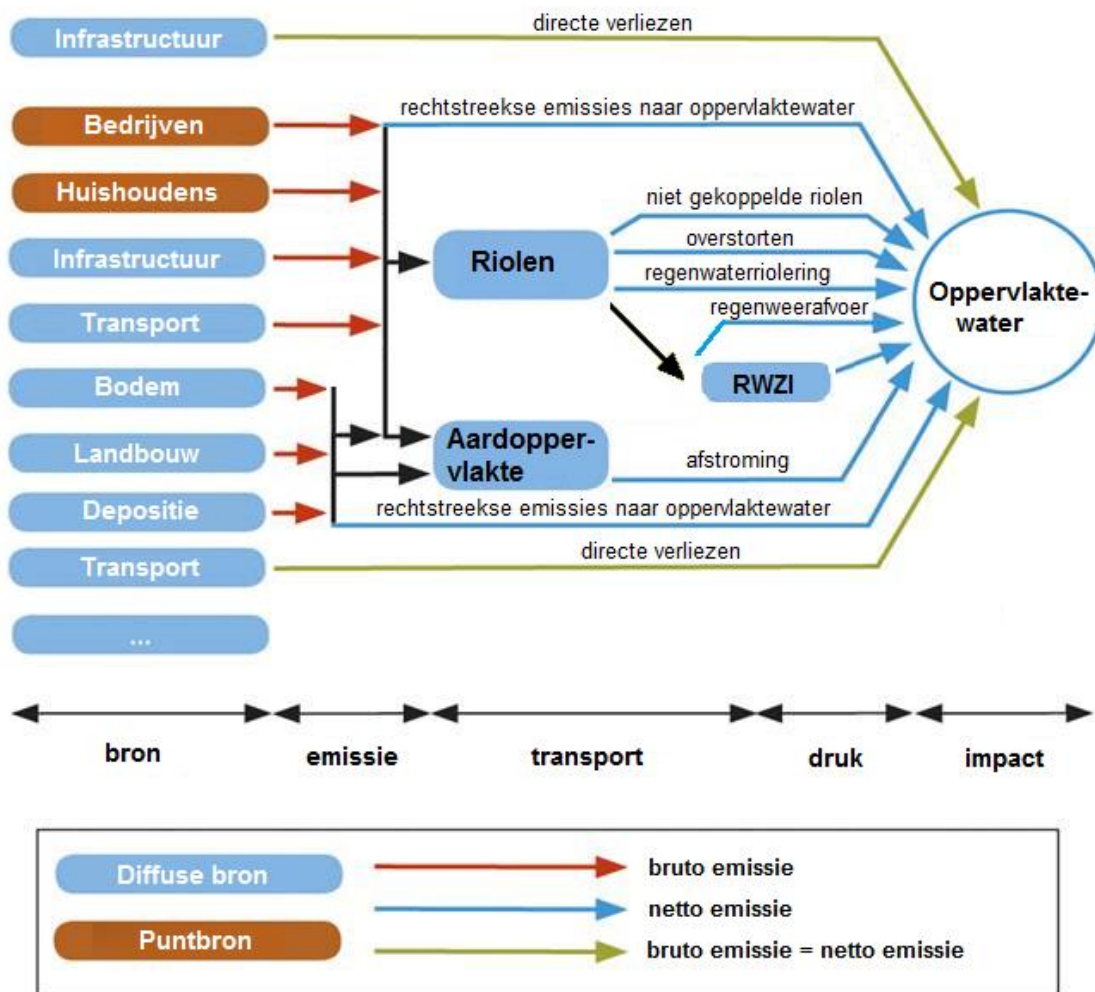 directe verliezen
Infrastructuur
Bedrijven
rechtstreekse emissies naar oppervlaktewater
Huishoudens
niet gekoppelde riolen
Infrastructuur
Riolen
overstorten
regenwaterriolering
Oppervlakte-
water
Transport
regenweerafvoer
Bodem
RWZI
Landbouw
Aardopper-
vlakte
afstroming
Depositie
rechtstreekse emissies naar oppervlaktewater
Transport
directe verliezen
...
bron
emissie
transport
druk
impact
Diffuse bron
bruto emissie
netto emissie
Puntbron
bruto emissie = netto emissie